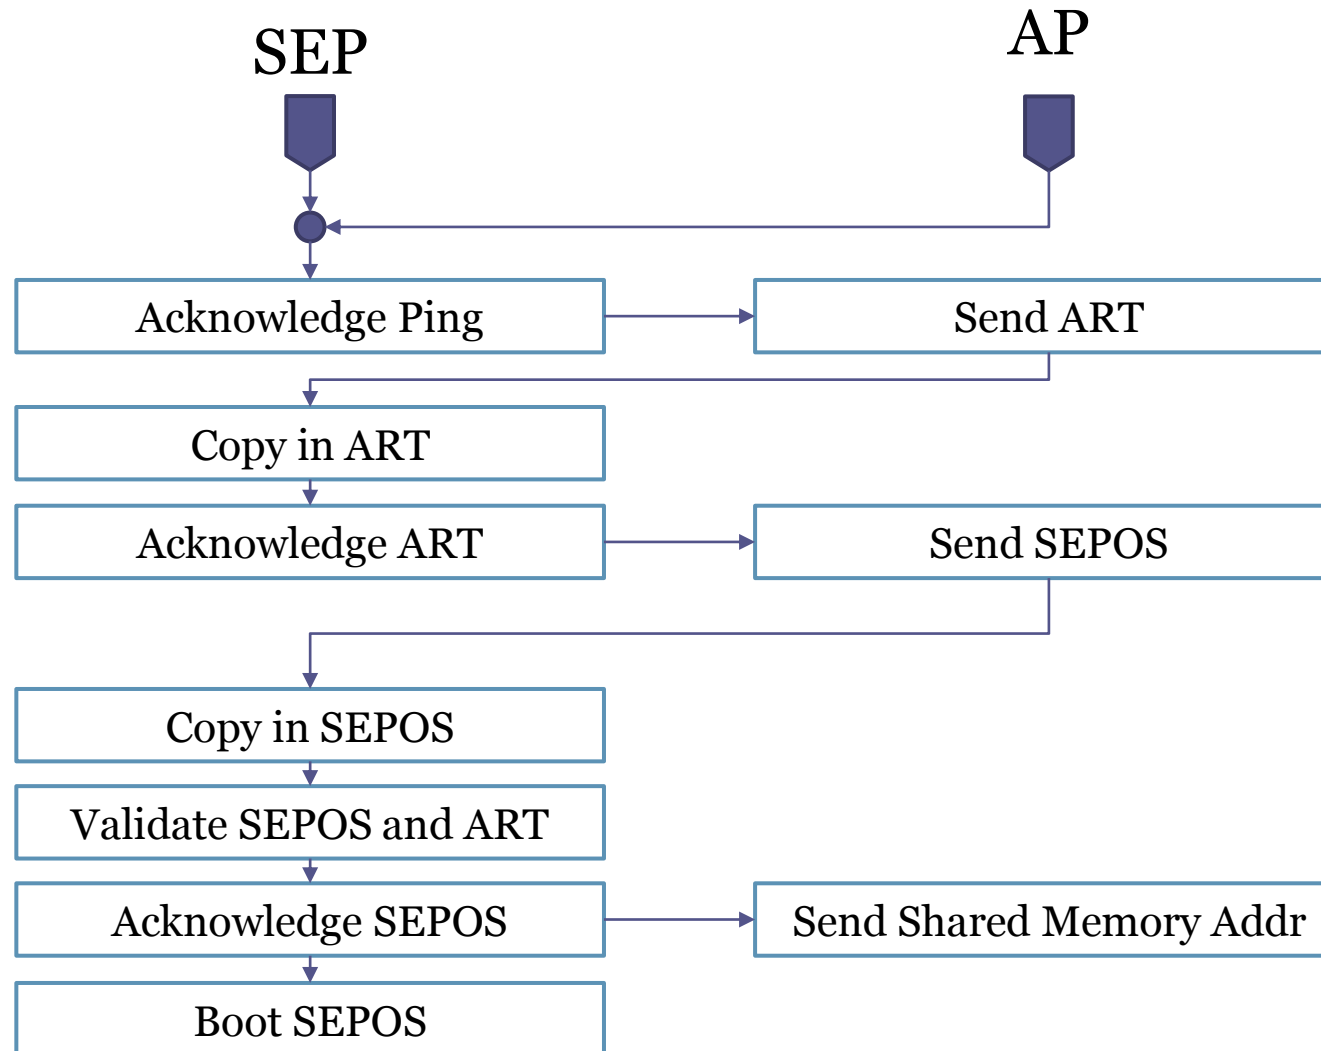 SEP
AP
Acknowledge Ping
Send ART
Copy in ART
Acknowledge ART
Send SEPOS
Copy in SEPOS
Validate SEPOS and ART
Acknowledge SEPOS
Send Shared Memory Addr
Boot SEPOS